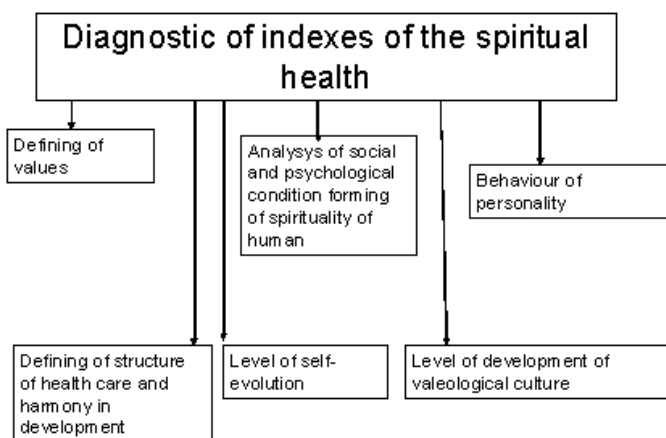 Diagnostic of indexes of the spiritual
health
Defining of
values
Analysys of social
and psychological
condition forming
of spirituality of
human
Behaviour of
personality
Defining of structure
of health care and
harmony in
development
Level of self-
evolution
Level of development of
valeological culture